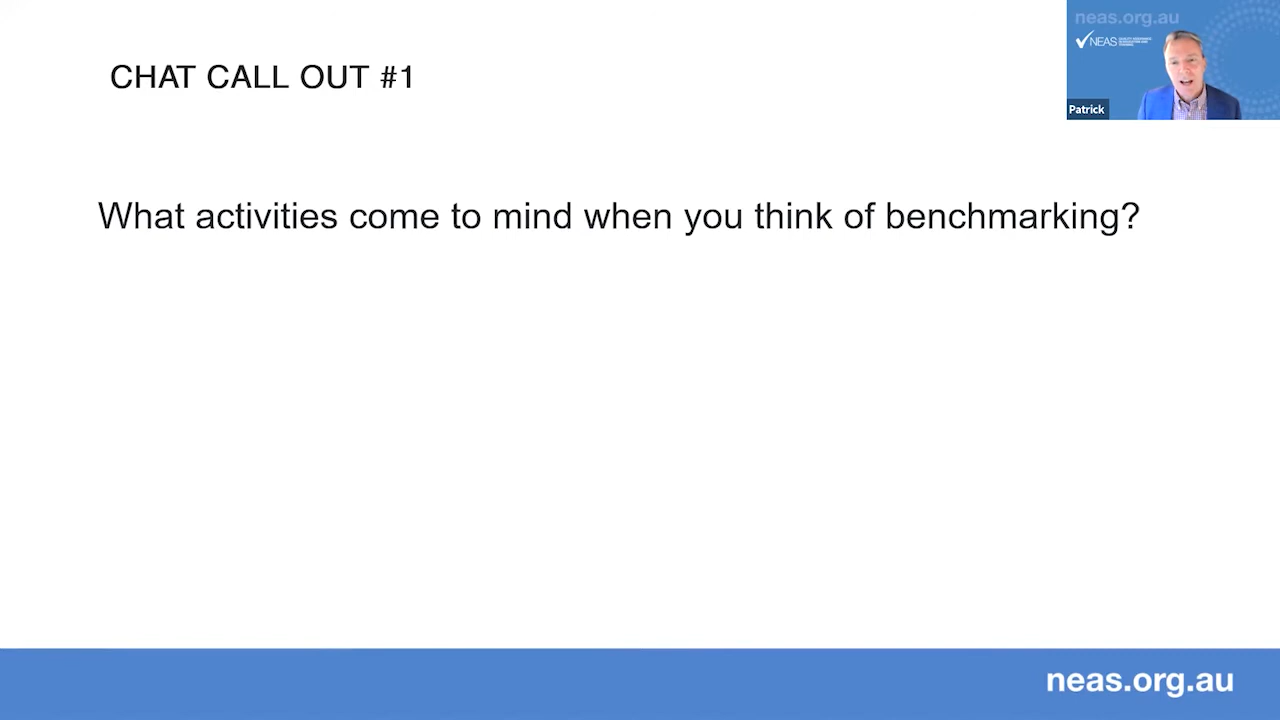 neas.org.au
NEAS
Patrick
CHAT CALL OUT #1
What activities come to mind when you think of benchmarking?
neas.org.au